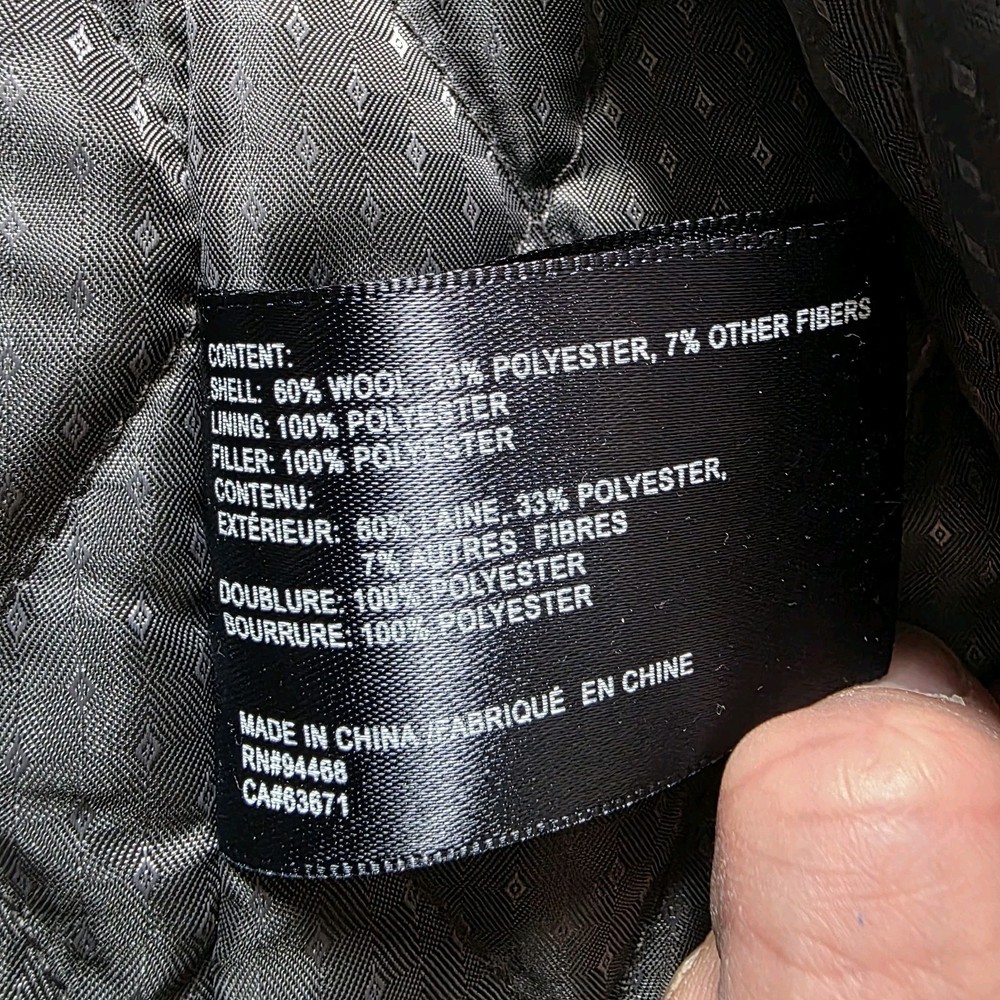 CONTENT:
SHELL: 60% WOOL, 33% POLYESTER, 7% OTHER FIBERS
LINING: 100% POLYESTER
FILLER: 100% POLYESTER
CONTENU:
EXTÉRIEUR: 60% LAINE, 33% POLYESTER,
7% AUTRES FIBRES
DOUBLURE: 100% POLYESTER
BOURRURE: 100% POLYESTER
MADE IN CHINA /FABRIQUÉ EN CHINE
RN#94468
CA#63671